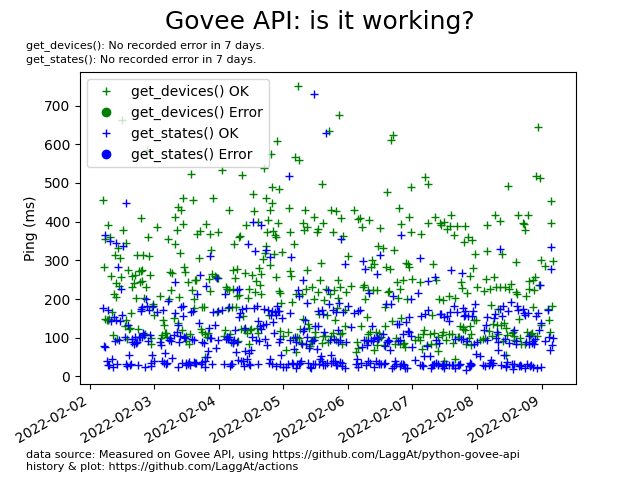 Govee API: is it working?
get_devices(): No recorded error in 7 days.
get_states(): No recorded error in 7 days.
get_devices() OK
get_devices() Error
get_states() OK
get_states() Error
Ping (ms)
700
600
500
400
300
200
100
0
2022-02-02
2022-02-03
2022-02-04
2022-02-05
2022-02-06
2022-02-07
2022-02-08
2022-02-09
data source: Measured on Govee API, using https://github.com/LaggAt/python-govee-api
history & plot: https://github.com/LaggAt/actions